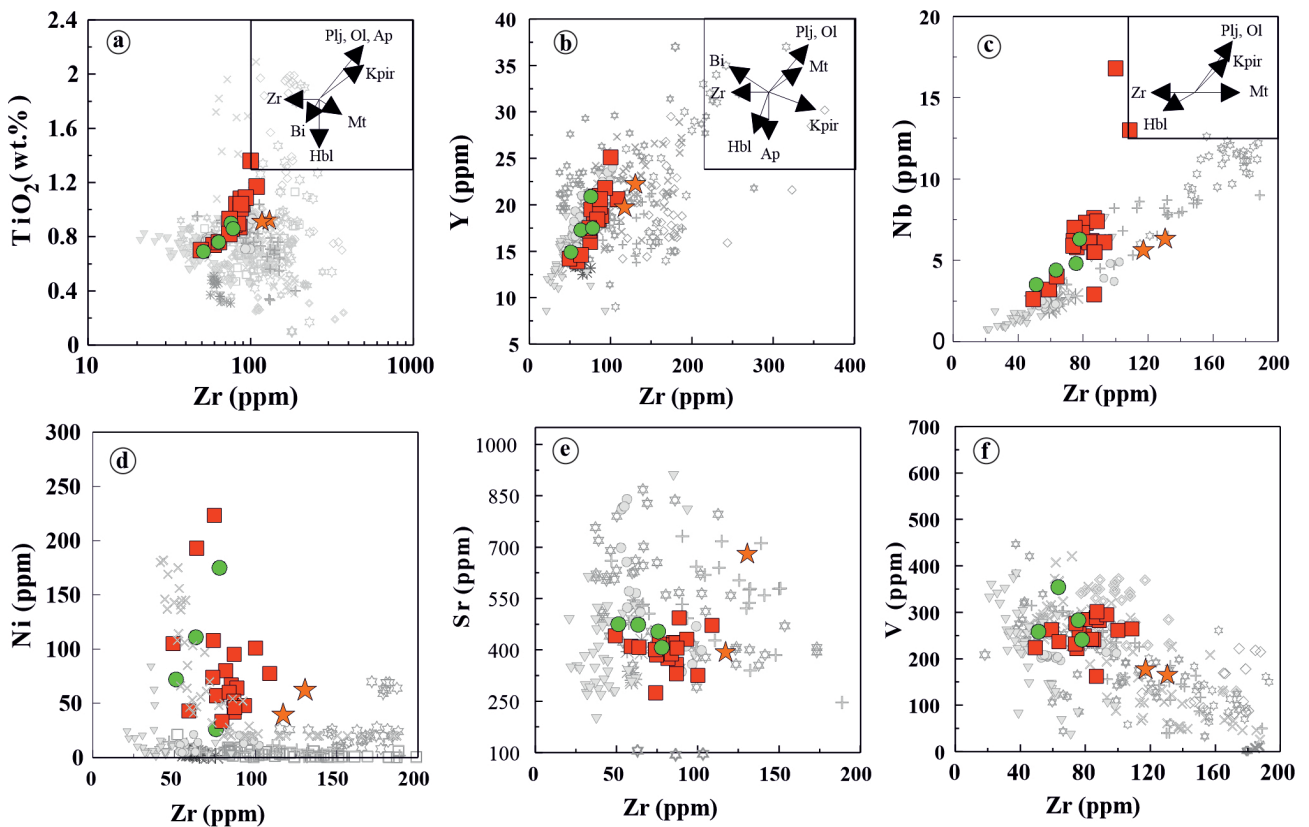 a
TiO2(wt.%)
2.4
2
1.6
1.2
0.8
0.4
0
10
100
1000
Zr (ppm)
Plj, Ol, Ap
Kpir
Zr
Mt
Bi
Hbl
b
Y (ppm)
40
35
30
25
20
15
10
5
0
100
200
300
400
Zr (ppm)
Plj, Ol
Bi
Mt
Zr
Kpir
Hbl
Ap
c
Nb (ppm)
20
15
10
5
0
0
40
80
120
160
200
Zr (ppm)
Plj, Ol
Kpir
Zr
Mt
Hbl
d
Ni (ppm)
300
250
200
150
100
50
0
0
50
100
150
200
Zr (ppm)
e
Sr (ppm)
1000
850
700
550
400
250
100
0
50
100
150
200
Zr (ppm)
f
V (ppm)
700
600
500
400
300
200
100
0
0
40
80
120
160
200
Zr (ppm)